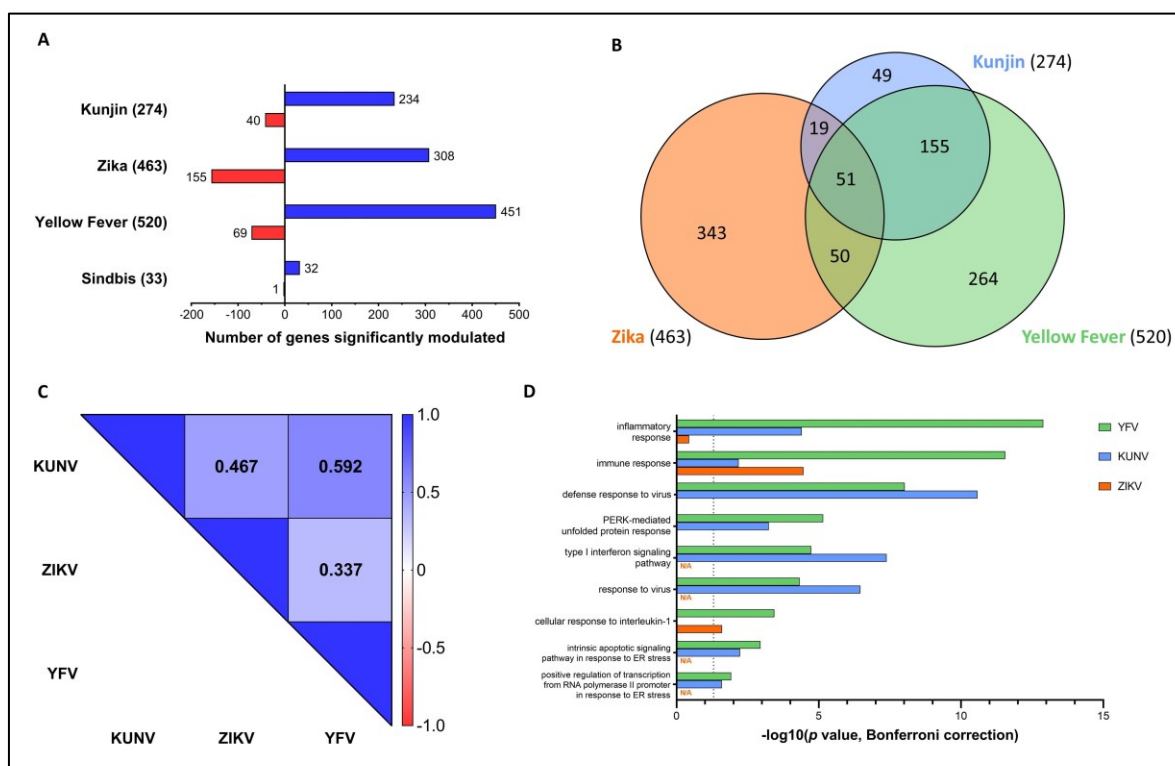 A
Kunjin (274)
234
40
Zika (463)
308
155
Yellow Fever (520)
451
69
Sindbis (33)
32
1
-200 -100 0 100 200 300 400 500
Number of genes significantly modulated
B
Kunjin (274)
49
19
155
51
343
50
264
Zika (463)
Yellow Fever (520)
C
KUNV
0.467
0.592
ZIKV
0.337
YFV
KUNV ZIKV YFV
1.0
0.5
0
-0.5
-1.0
D
inflammatory
response
immune response
defense response to virus
PERK-mediated
unfolded protein response
type I interferon signaling
pathway
N/A
response to virus
N/A
cellular response to interleukin-1
intrinsic apoptotic signaling
pathway in response to ER stress
N/A
positive regulation of transcription
from RNA polymerase II promoter
in response to ER stress
N/A
0 5 10 15
-log10(p value, Bonferroni correction)
YFV
KUNV
ZIKV